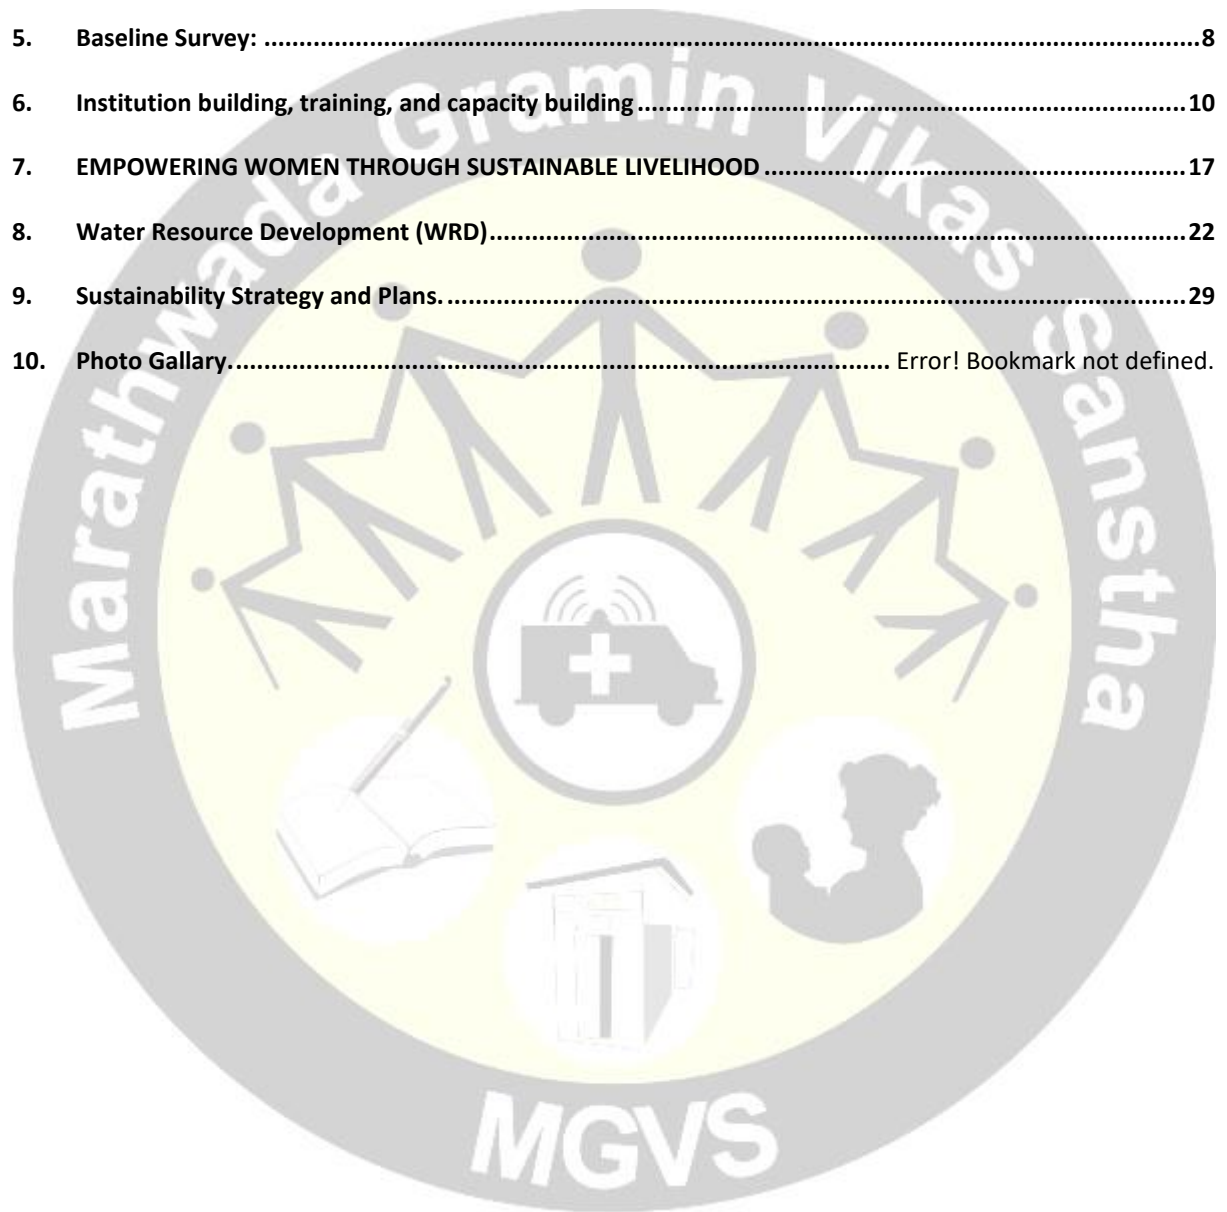 5. Baseline Survey: ........ 8
6. Institution building, training, and capacity building ........ 10
7. EMPOWERING WOMEN THROUGH SUSTAINABLE LIVELIHOOD ........ 17
8. Water Resource Development (WRD) ........ 22
9. Sustainability Strategy and Plans. ........ 29
10. Photo Gallary. ........ Error! Bookmark not defined.
Marathwada Gramin Vikas Sanstha
MGVS